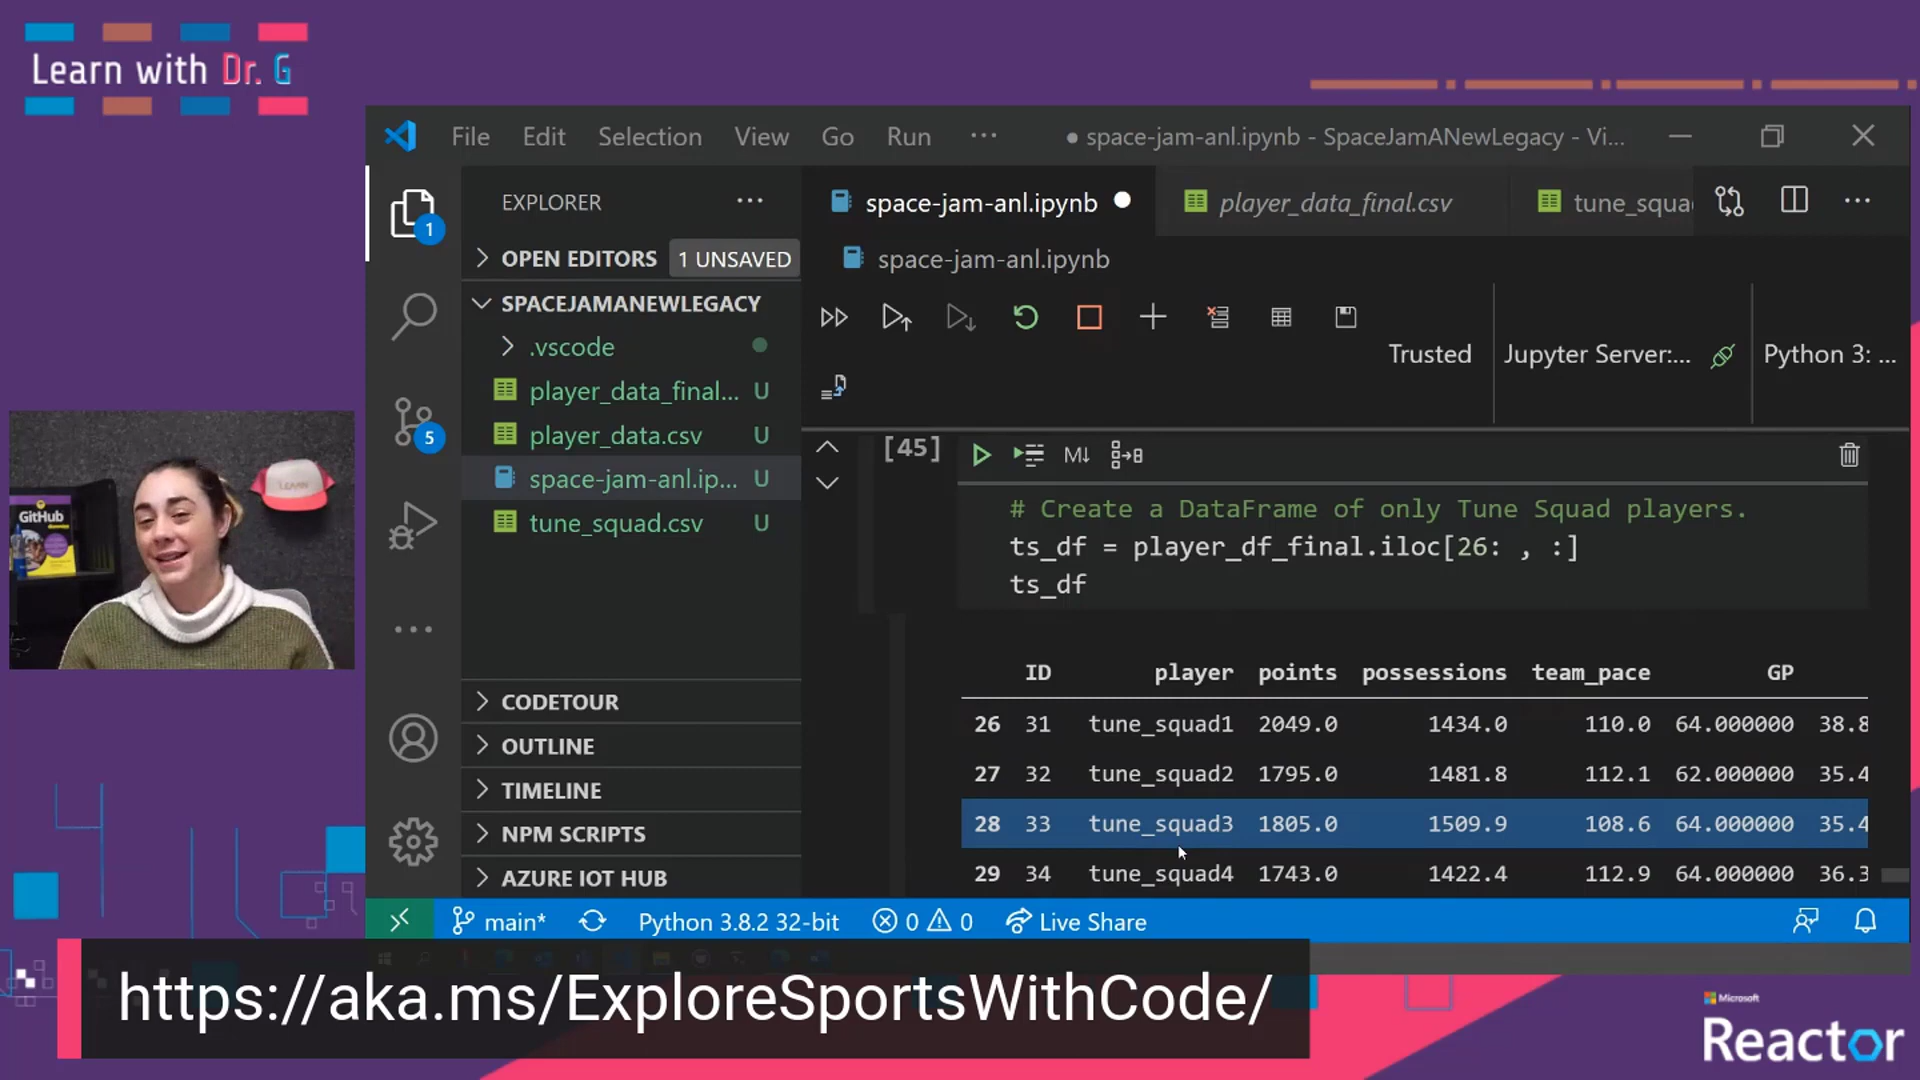 Learn with Dr. G
File Edit Selection View Go Run ···
● space-jam-anl.ipynb - SpaceJamANewLegacy - Vi...
EXPLORER ···
1
OPEN EDITORS 1 UNSAVED
SPACEJAMANEWLEGACY
.vscode
player_data_final... U
player_data.csv U
5
space-jam-anl.ip... U
tune_squad.csv U
CODETOUR
OUTLINE
TIMELINE
NPM SCRIPTS
AZURE IOT HUB
space-jam-anl.ipynb
player_data_final.csv
tune_squa
space-jam-anl.ipynb
Trusted
Jupyter Server:...
Python 3: ...
[45]
M↓
# Create a DataFrame of only Tune Squad players.
ts_df = player_df_final.iloc[26: , :]
ts_df
ID player points possessions team_pace GP
26 31 tune_squad1 2049.0 1434.0 110.0 64.000000 38.8
27 32 tune_squad2 1795.0 1481.8 112.1 62.000000 35.4
28 33 tune_squad3 1805.0 1509.9 108.6 64.000000 35.4
29 34 tune_squad4 1743.0 1422.4 112.9 64.000000 36.3
main* Python 3.8.2 32-bit 0 0 Live Share
GitHub
LEARN
https://aka.ms/ExploreSportsWithCode/
Microsoft
Reactor